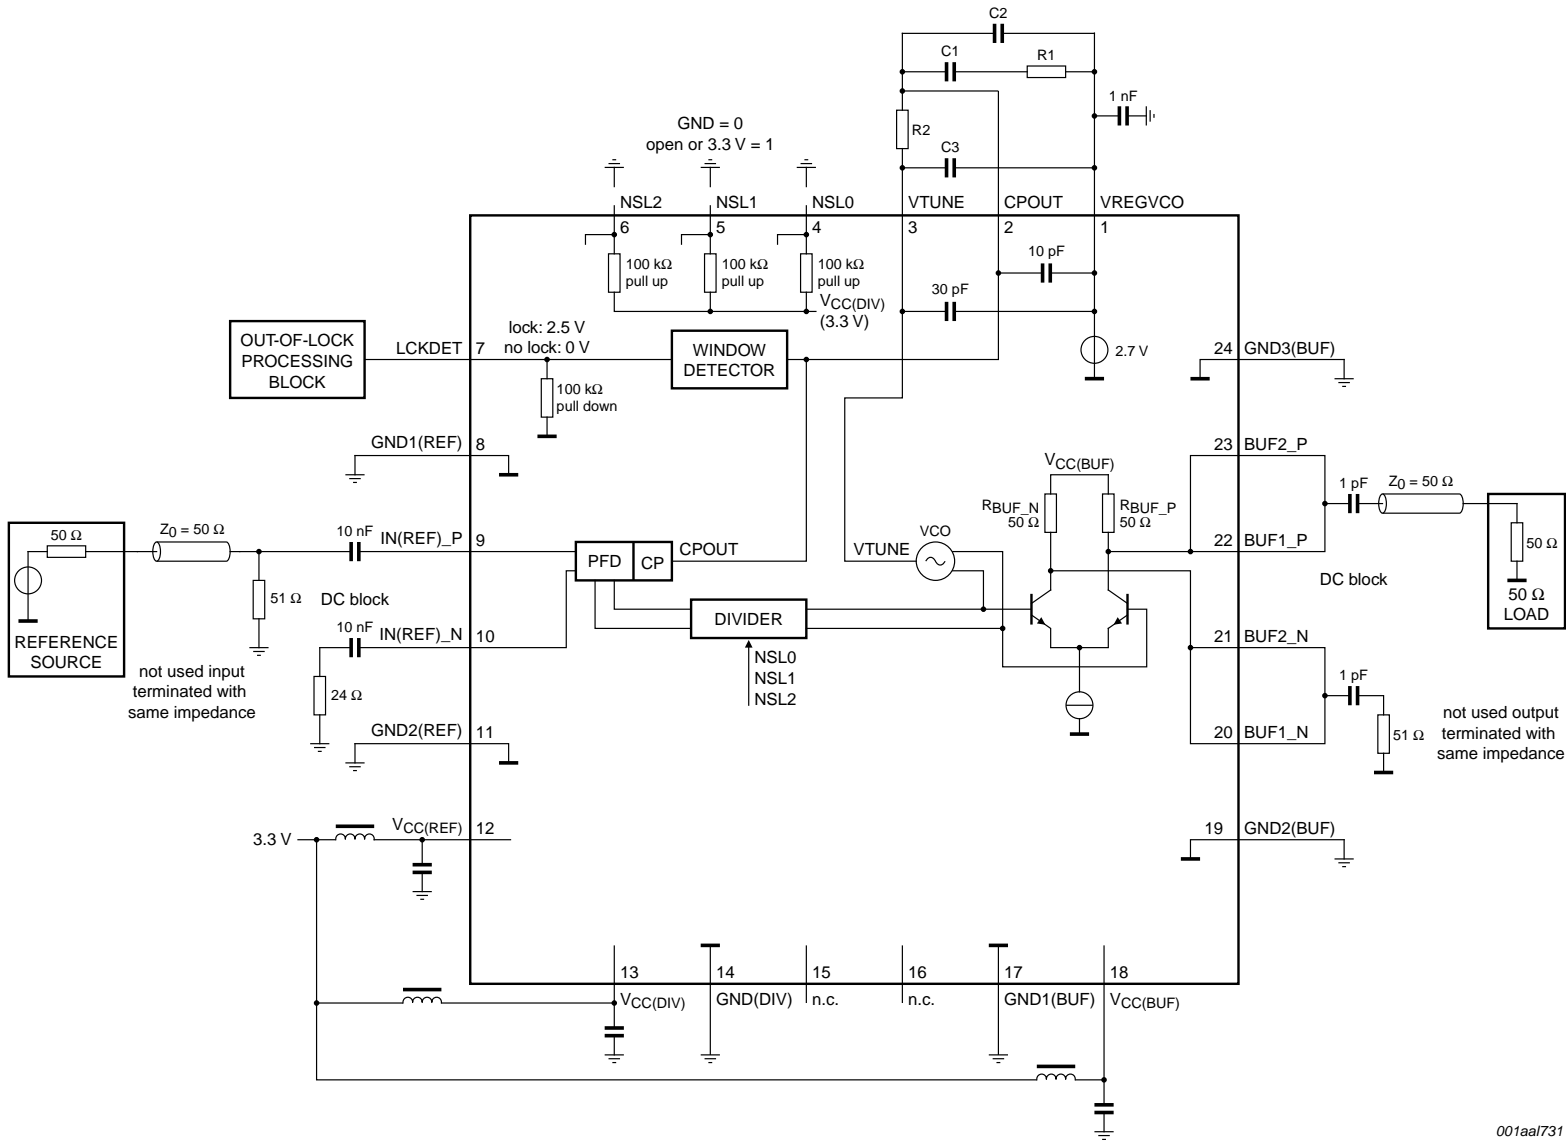 C2
C1
R1
1 nF
GND = 0
open or 3.3 V = 1
R2
C3
NSL2
NSL1
NSL0
VTUNE
CPOUT
VREGVCO
6
5
4
3
2
1
100 kΩ
pull up
100 kΩ
pull up
100 kΩ
pull up
10 pF
30 pF
VCC(DIV)
(3.3 V)
OUT-OF-LOCK
PROCESSING
BLOCK
LCKDET
7
lock: 2.5 V
no lock: 0 V
WINDOW
DETECTOR
2.7 V
24
GND3(BUF)
100 kΩ
pull down
GND1(REF)
8
23
BUF2_P
VCC(BUF)
RBUF_N
50 Ω
RBUF_P
50 Ω
1 pF
Z0 = 50 Ω
50 Ω
Z0 = 50 Ω
10 nF
IN(REF)_P
9
PFD
CP
CPOUT
VTUNE
VCO
22
BUF1_P
50 Ω
50 Ω
LOAD
DC block
51 Ω
DC block
REFERENCE
SOURCE
10 nF
IN(REF)_N
10
DIVIDER
NSL0
NSL1
NSL2
21
BUF2_N
not used input
terminated with
same impedance
24 Ω
1 pF
51 Ω
not used output
terminated with
same impedance
GND2(REF)
11
20
BUF1_N
3.3 V
VCC(REF)
12
19
GND2(BUF)
13
14
15
16
17
18
VCC(DIV)
GND(DIV)
n.c.
n.c.
GND1(BUF)
VCC(BUF)
001aal731